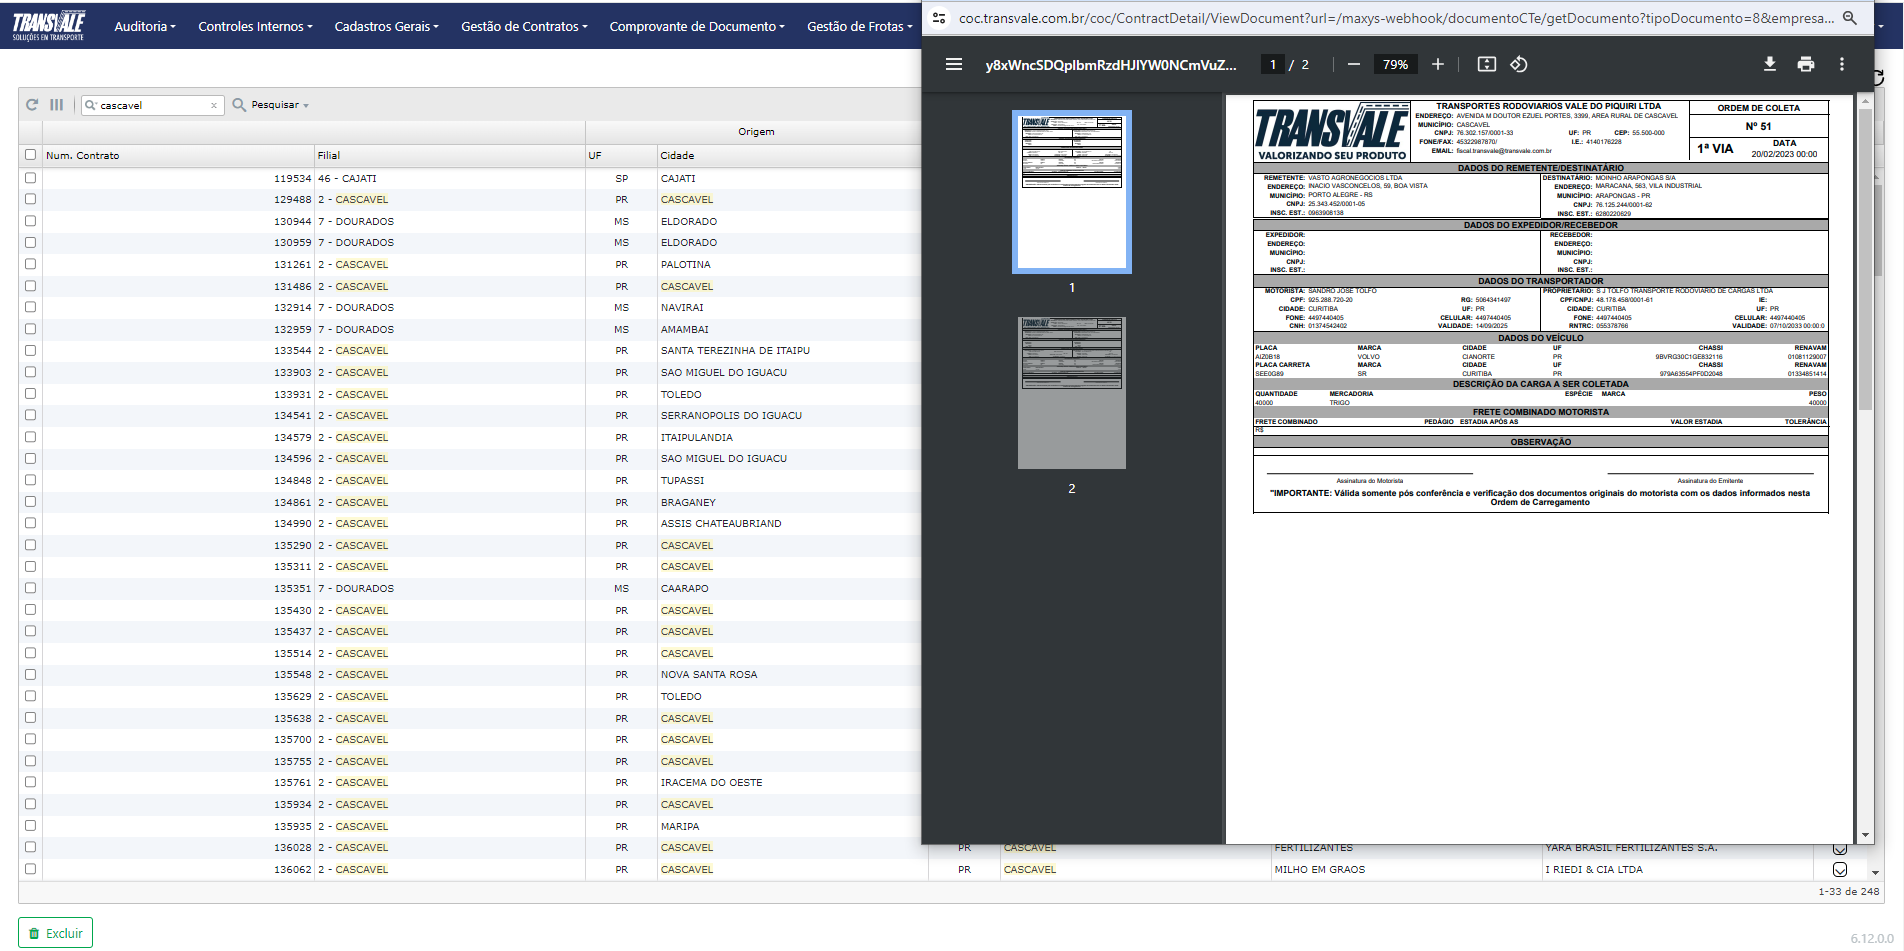 TRANSVALE
SOLUÇÕES EM TRANSPORTE
Auditoria
Controles Internos
Cadastros Gerais
Gestão de Contratos
Comprovante de Documento
Gestão de Frotas
cascavel
Pesquisar
Origem
Num. Contrato Filial UF Cidade
119534 46 - CAJATI SP CAJATI
129488 2 - CASCAVEL PR CASCAVEL
130944 7 - DOURADOS MS ELDORADO
130959 7 - DOURADOS MS ELDORADO
131261 2 - CASCAVEL PR PALOTINA
131486 2 - CASCAVEL PR CASCAVEL
132914 7 - DOURADOS MS NAVIRAI
132959 7 - DOURADOS MS AMAMBAI
133544 2 - CASCAVEL PR SANTA TEREZINHA DE ITAIPU
133903 2 - CASCAVEL PR SAO MIGUEL DO IGUACU
133931 2 - CASCAVEL PR TOLEDO
134541 2 - CASCAVEL PR SERRANOPOLIS DO IGUACU
134579 2 - CASCAVEL PR ITAIPULANDIA
134596 2 - CASCAVEL PR SAO MIGUEL DO IGUACU
134848 2 - CASCAVEL PR TUPASSI
134861 2 - CASCAVEL PR BRAGANEY
134990 2 - CASCAVEL PR ASSIS CHATEAUBRIAND
135290 2 - CASCAVEL PR CASCAVEL
135311 2 - CASCAVEL PR CASCAVEL
135351 7 - DOURADOS MS CAARAPO
135430 2 - CASCAVEL PR CASCAVEL
135437 2 - CASCAVEL PR CASCAVEL
135514 2 - CASCAVEL PR CASCAVEL
135548 2 - CASCAVEL PR NOVA SANTA ROSA
135629 2 - CASCAVEL PR TOLEDO
135638 2 - CASCAVEL PR CASCAVEL
135700 2 - CASCAVEL PR CASCAVEL
135755 2 - CASCAVEL PR CASCAVEL
135761 2 - CASCAVEL PR IRACEMA DO OESTE
135934 2 - CASCAVEL PR CASCAVEL
135935 2 - CASCAVEL PR MARIPA
136028 2 - CASCAVEL PR CASCAVEL PR CASCAVEL FERTILIZANTES YARA BRASIL FERTILIZANTES S.A.
136062 2 - CASCAVEL PR CASCAVEL PR CASCAVEL MILHO EM GRAOS I RIEDI & CIA LTDA
1-33 de 248
Excluir
6.12.0.0
coc.transvale.com.br/coc/ContractDetail/ViewDocument?url=/maxys-webhook/documentoCTe/getDocumento?tipoDocumento=8&empresa...
y8xWncSDQplbmRzdHJlYW0NCmVuZ...
1 / 2
79%
1
2
TRANSVALE
VALORIZANDO SEU PRODUTO
TRANSPORTES RODOVIARIOS VALE DO PIQUIRI LTDA
ENDEREÇO: AVENIDA M DOUTOR EZUEL PORTES, 3399, AREA RURAL DE CASCAVEL
MUNICÍPIO: CASCAVEL
CNPJ: 76.302.157/0001-33 UF: PR CEP: 55.500-000
FONE/FAX: 45322987870/ I.E.: 4140176228
EMAIL: fiscal.transvale@transvale.com.br
ORDEM DE COLETA
Nº 51
1ª VIA
DATA
20/02/2023 00:00
DADOS DO REMETENTE/DESTINATÁRIO
REMETENTE: VASTO AGRONEGOCIOS LTDA DESTINATÁRIO: MOINHO ARAPONGAS S/A
ENDEREÇO: INACIO VASCONCELOS, 59, BOA VISTA ENDEREÇO: MARACANA, 563, VILA INDUSTRIAL
MUNICÍPIO: PORTO ALEGRE - RS MUNICÍPIO: ARAPONGAS - PR
CNPJ: 25.343.452/0001-05 CNPJ: 76.125.244/0001-62
INSC. EST.: 0963908138 INSC. EST.: 6280220629
DADOS DO EXPEDIDOR/RECEBEDOR
EXPEDIDOR: RECEBEDOR:
ENDEREÇO: ENDEREÇO:
MUNICÍPIO: MUNICÍPIO:
CNPJ: CNPJ:
INSC. EST.: INSC. EST.:
DADOS DO TRANSPORTADOR
MOTORISTA: SANDRO JOSE TOLFO PROPRIETARIO: S J TOLFO TRANSPORTE RODOVIARIO DE CARGAS LTDA
CPF: 925.288.720-20 RG: 5064341497 CPF/CNPJ: 48.178.458/0001-61 IE:
CIDADE: CURITIBA UF: PR CIDADE: CURITIBA UF: PR
FONE: 4497440405 CELULAR: 4497440405 FONE: 4497440405 CELULAR: 4497440405
CNH: 01374542402 VALIDADE: 14/09/2025 RNTRC: 055378766 VALIDADE: 07/10/2033 00:00:0
DADOS DO VEÍCULO
PLACA MARCA CIDADE UF CHASSI RENAVAM
AIZ0B18 VOLVO CIANORTE PR 9BVRG30C1GE832116 01081129007
PLACA CARRETA MARCA CIDADE UF CHASSI RENAVAM
SEE0G89 SR CURITIBA PR 979A63554PF0D2048 01334851414
DESCRIÇÃO DA CARGA A SER COLETADA
QUANTIDADE MERCADORIA ESPÉCIE MARCA PESO
40000 TRIGO 40000
FRETE COMBINADO MOTORISTA
FRETE COMBINADO PEDÁGIO ESTADIA APÓS AS VALOR ESTADIA TOLERÂNCIA
R$
OBSERVAÇÃO
Assinatura do Motorista Assinatura do Emitente
"IMPORTANTE: Válida somente pós conferência e verificação dos documentos originais do motorista com os dados informados nesta
Ordem de Carregamento